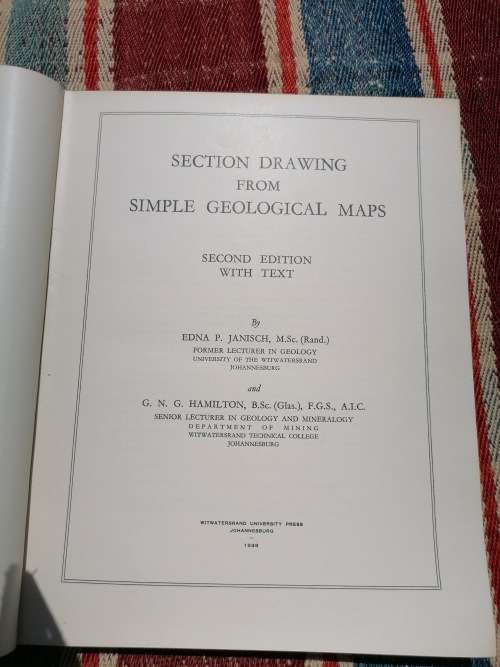 SECTION DRAWING
FROM
SIMPLE GEOLOGICAL MAPS
SECOND EDITION
WITH TEXT
By
EDNA P. JANISCH, M.Sc. (Rand.)
FORMER LECTURER IN GEOLOGY
UNIVERSITY OF THE WITWATERSRAND
JOHANNESBURG
and
G. N. G. HAMILTON, B.Sc. (Glas.), F.G.S., A.I.C.
SENIOR LECTURER IN GEOLOGY AND MINERALOGY
DEPARTMENT OF MINING
WITWATERSRAND TECHNICAL COLLEGE
JOHANNESBURG
WITWATERSRAND UNIVERSITY PRESS
JOHANNESBURG